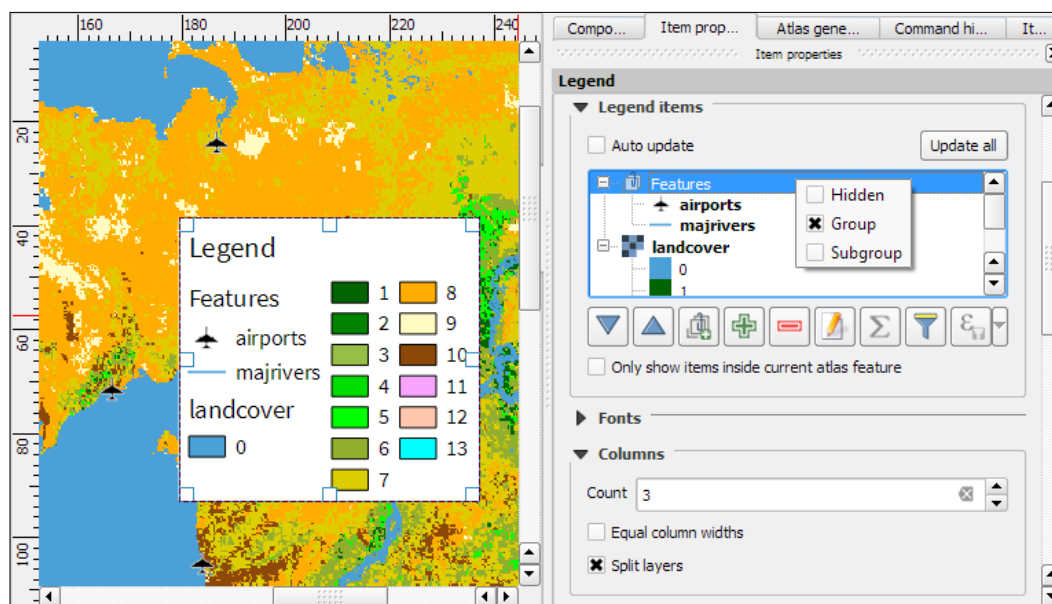 160 180 200 220 240
20
40
60
80
100
Legend
Features
airports
majrivers
landcover
0
1
2
3
4
5
6
7
8
9
10
11
12
13
Compo... Item prop... Atlas gene... Command hi... It...
Item properties
Legend
Legend items
Auto update Update all
Features
airports
majrivers
landcover
0
1
Hidden
Group
Subgroup
Σ ε
Only show items inside current atlas feature
Fonts
Columns
Count 3
Equal column widths
Split layers